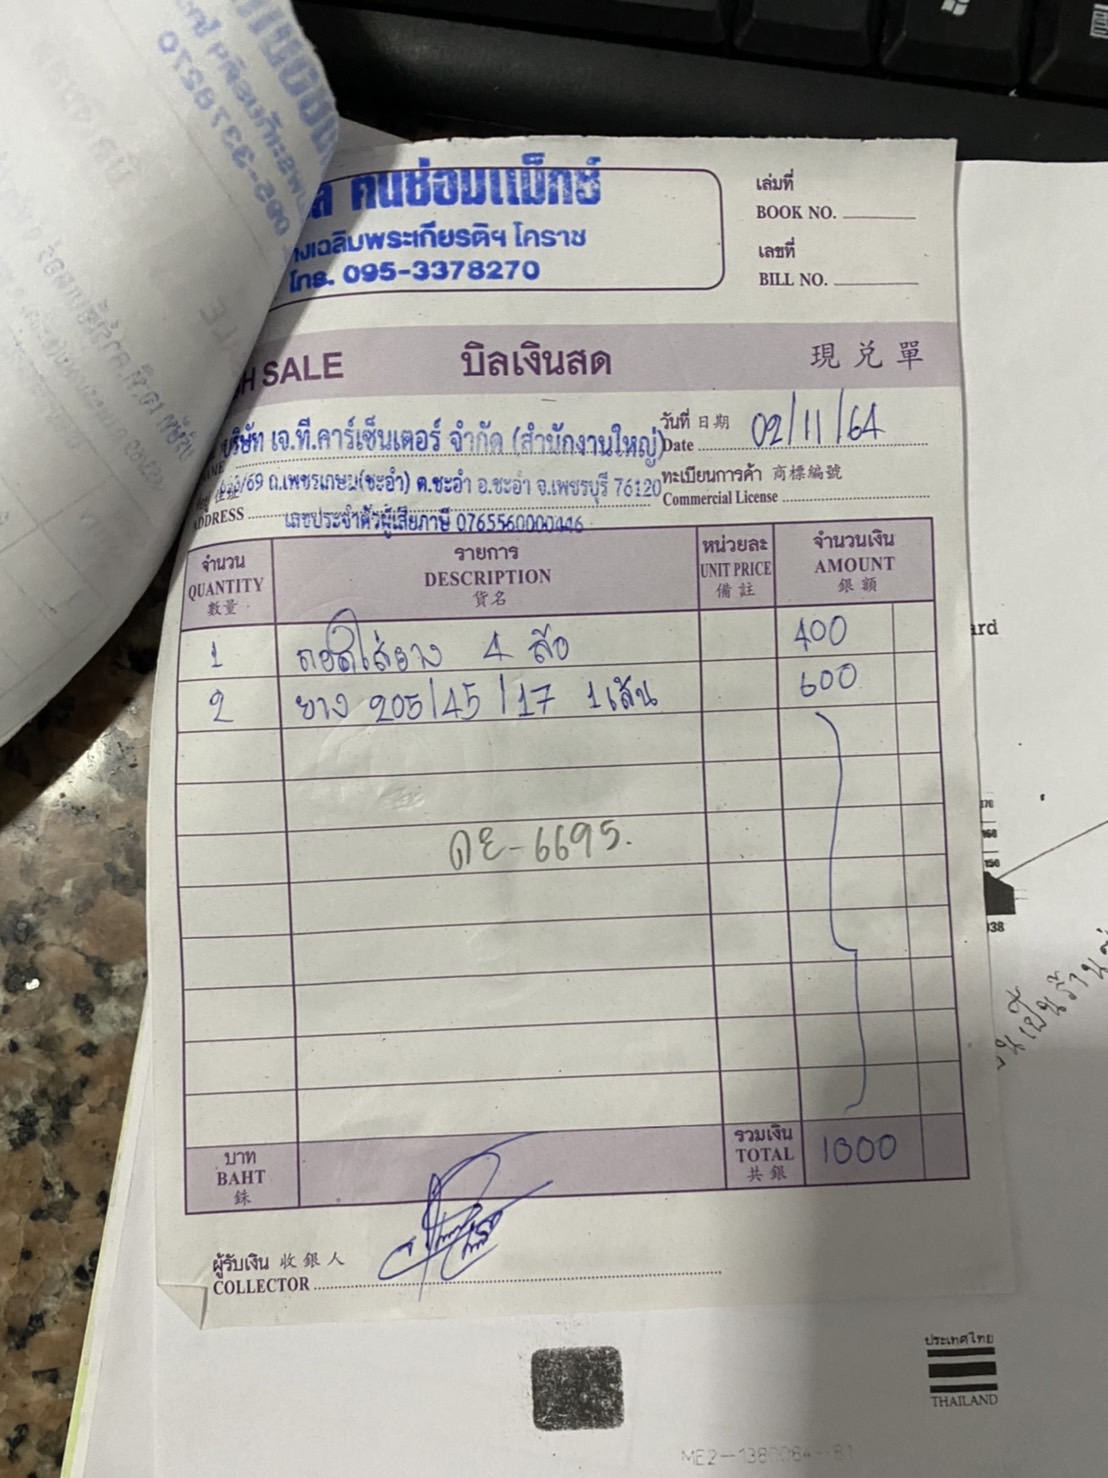 คนซ่อมแม็กซ์
เฉลิมพระเกียรติฯ โคราช
โทร. 095-3378270
เล่มที่
BOOK NO.
เลขที่
BILL NO.
SALE บิลเงินสด 現兑單
บริษัท เจ.ที.คาร์เซ็นเตอร์ จำกัด (สำนักงานใหญ่)
วันที่ 日期
Date 02/11/64
/69 ถ.เพชรเกษม(ชะอำ) ต.ชะอำ อ.ชะอำ จ.เพชรบุรี 76120
ADDRESS
เลขประจำตัวผู้เสียภาษี 0765560000446
ทะเบียนการค้า 商標編號
Commercial License
จำนวน รายการ หน่วยละ จำนวนเงิน
QUANTITY DESCRIPTION UNIT PRICE AMOUNT
數量 貨名 備註 銀額
1 ถอดใส่ยาง 4 ล้อ 400
2 ยาง 205/45/17 1เส้น 600
6695.
บาท รวมเงิน
BAHT TOTAL 1000
銖 共銀
ผู้รับเงิน 收銀人
COLLECTOR
ประเทศไทย
THAILAND